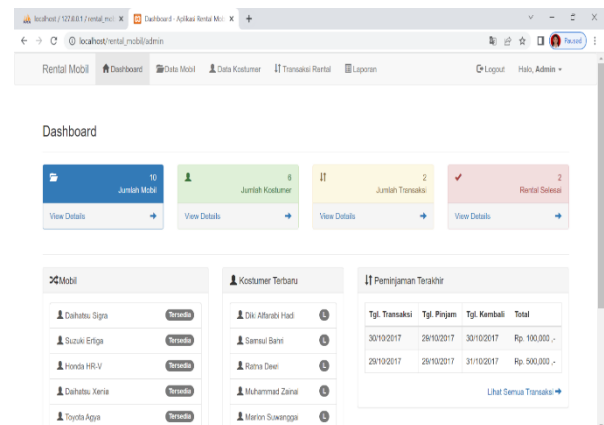 localhost / 127.0.0.1 / rental_mobil
Dashboard - Aplikasi Rental Mobil
localhost/rental_mobil/admin
Paused
Rental Mobil Dashboard Data Mobil Data Kostumer Transaksi Rental Laporan Logout Halo, Admin
Dashboard
10
Jumlah Mobil
View Details
6
Jumlah Kostumer
View Details
2
Jumlah Transaksi
View Details
2
Rental Selesai
View Details
Mobil
Daihatsu Sigra Tersedia
Suzuki Ertiga Tersedia
Honda HR-V Tersedia
Daihatsu Xenia Tersedia
Toyota Agya Tersedia
Kostumer Terbaru
Diki Alfarabi Hadi L
Samsul Bahri L
Ratna Dewi L
Muhammad Zainal L
Marlon Suwanggai L
Peminjaman Terakhir
Tgl. Transaksi Tgl. Pinjam Tgl. Kembali Total
30/10/2017 29/10/2017 30/10/2017 Rp. 100,000 ,-
29/10/2017 29/10/2017 31/10/2017 Rp. 500,000 ,-
Lihat Semua Transaksi